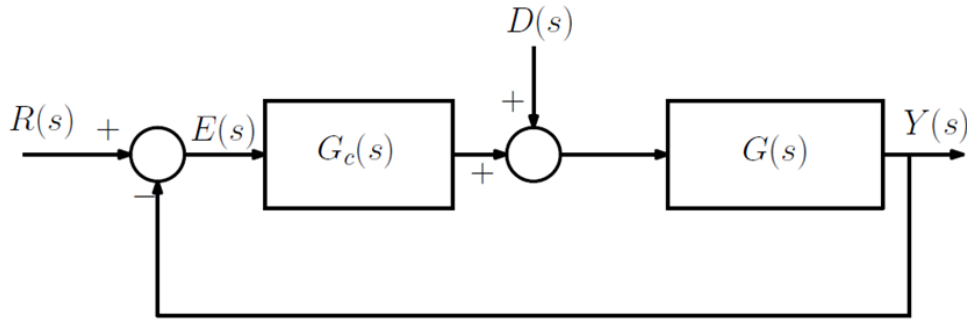 D(s)
R(s) + E(s) G_c(s) + + G(s) Y(s)
−